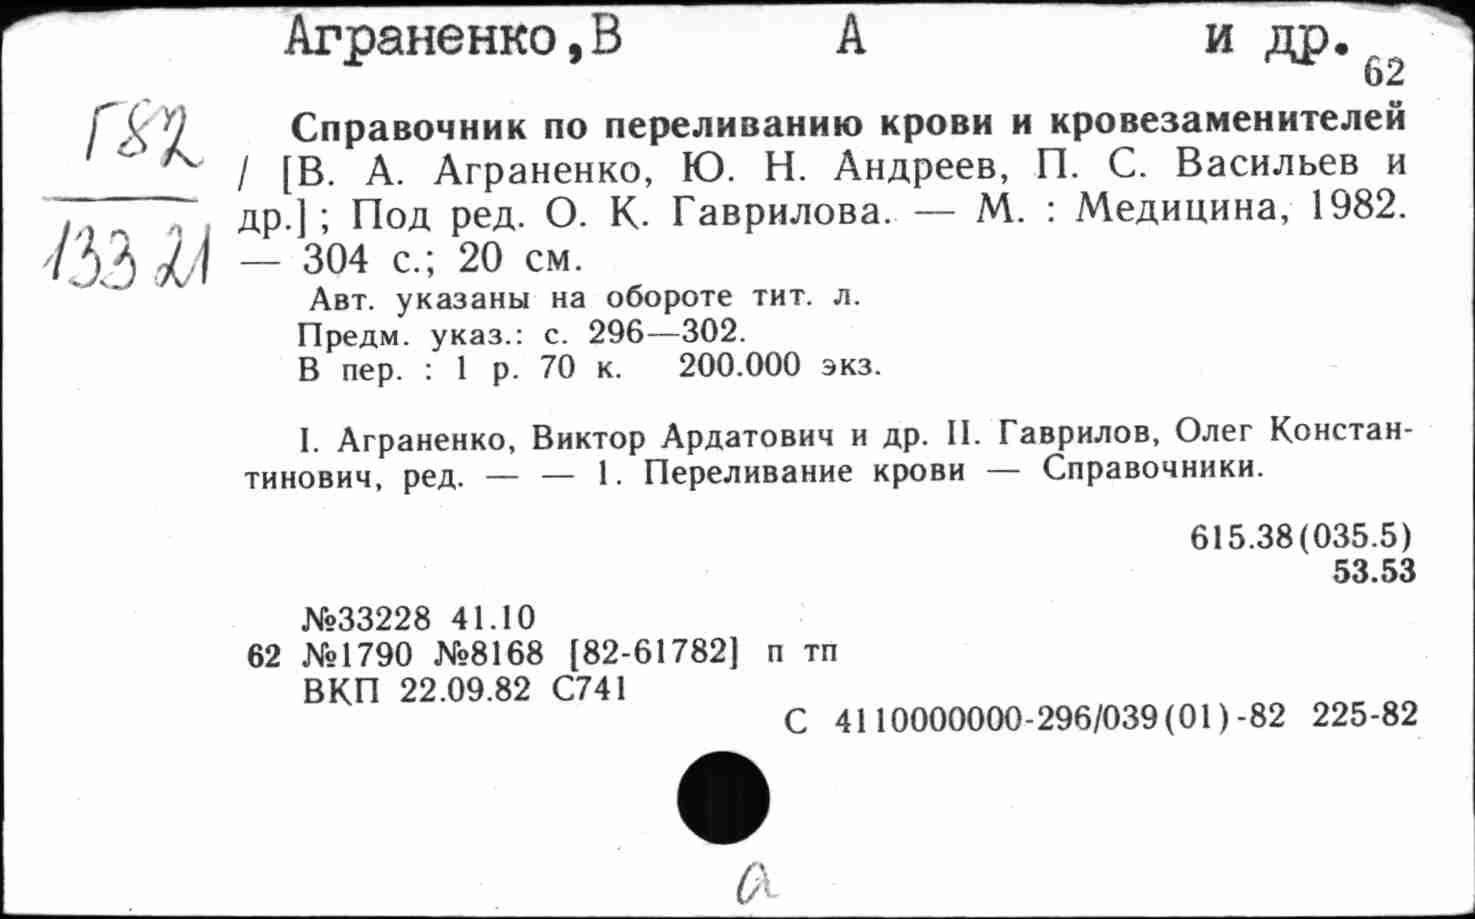 Аграненко,В А и др.
62
Г82
13321
Справочник по переливанию крови и кровезаменителей
/ [В. А. Аграненко, Ю. Н. Андреев, П. С. Васильев и
др.] ; Под ред. О. К. Гаврилова. — М. : Медицина, 1982.
— 304 с.; 20 см.
Авт. указаны на обороте тит. л.
Предм. указ.: с. 296—302.
В пер. : 1 р. 70 к. 200.000 экз.
I. Аграненко, Виктор Ардатович и др. II. Гаврилов, Олег Констан-
тинович, ред. — — 1. Переливание крови — Справочники.
615.38(035.5)
53.53
№33228 41.10
62 №1790 №8168 [82-61782] п тп
ВКП 22.09.82 С741
С 4110000000-296/039(01)-82 225-82
а